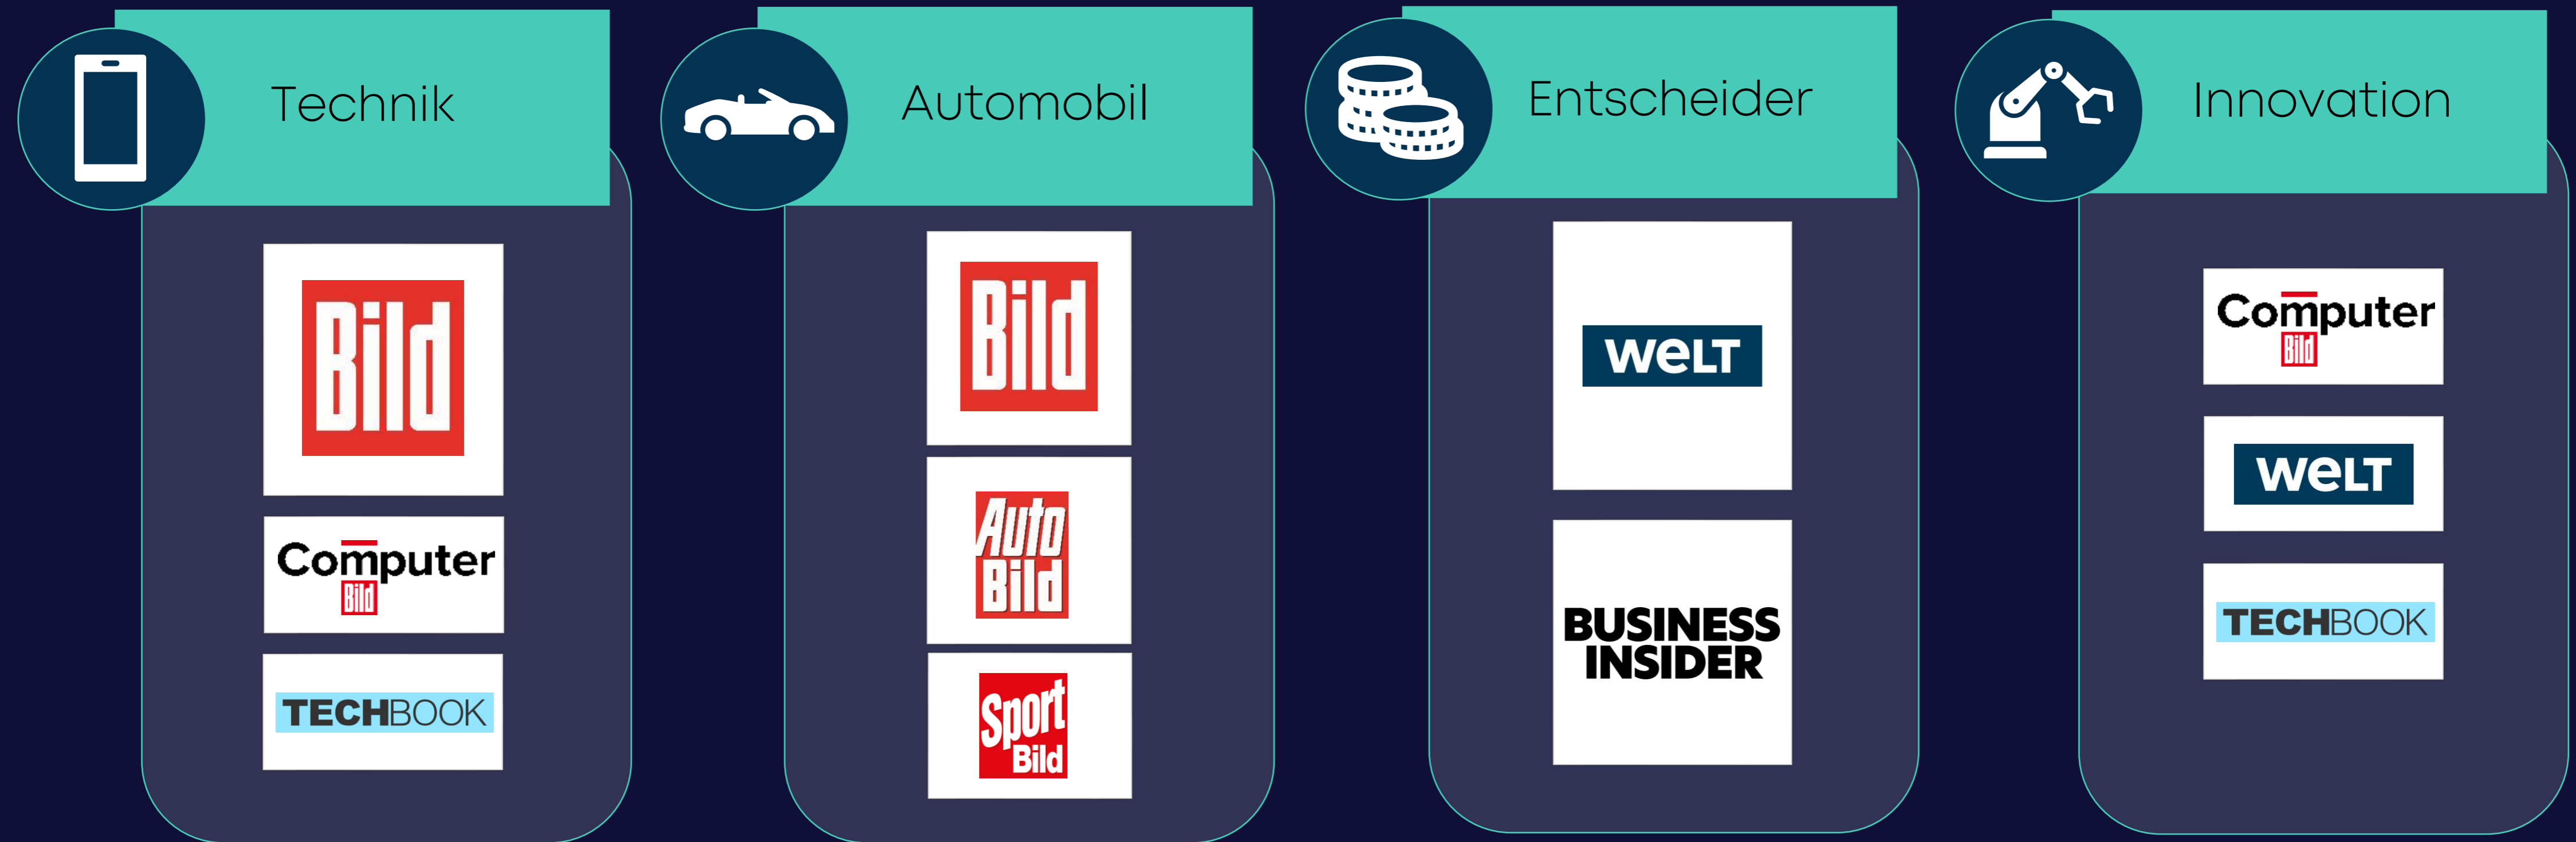 Technik
Bild
Computer
Bild
TECHBOOK
Automobil
Bild
Auto
Bild
Sport
Bild
Entscheider
WELT
BUSINESS
INSIDER
Innovation
Computer
Bild
WELT
TECHBOOK